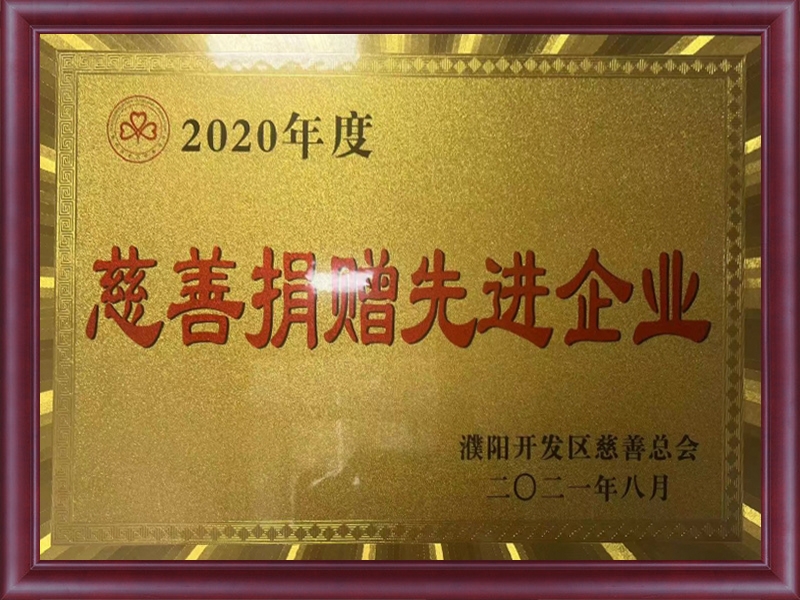 2020年度
慈善捐赠先进企业
濮阳开发区慈善总会
二〇二一年八月